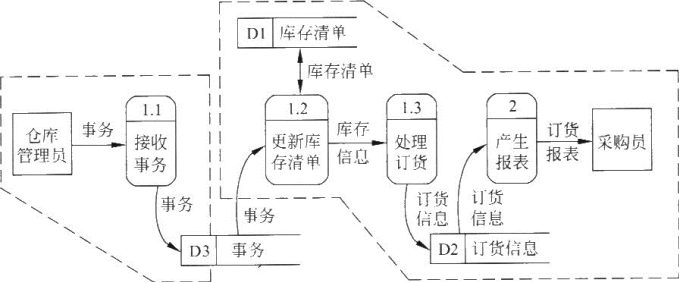 D1 库存清单
库存清单
1.1
1.2
1.3
2
仓库
管理员
事务
接收
事务
更新库
存清单
库存
信息
处理
订货
产生
报表
订货
报表
采购员
事务
事务
订货
信息
订货
信息
D3 事务
D2 订货信息